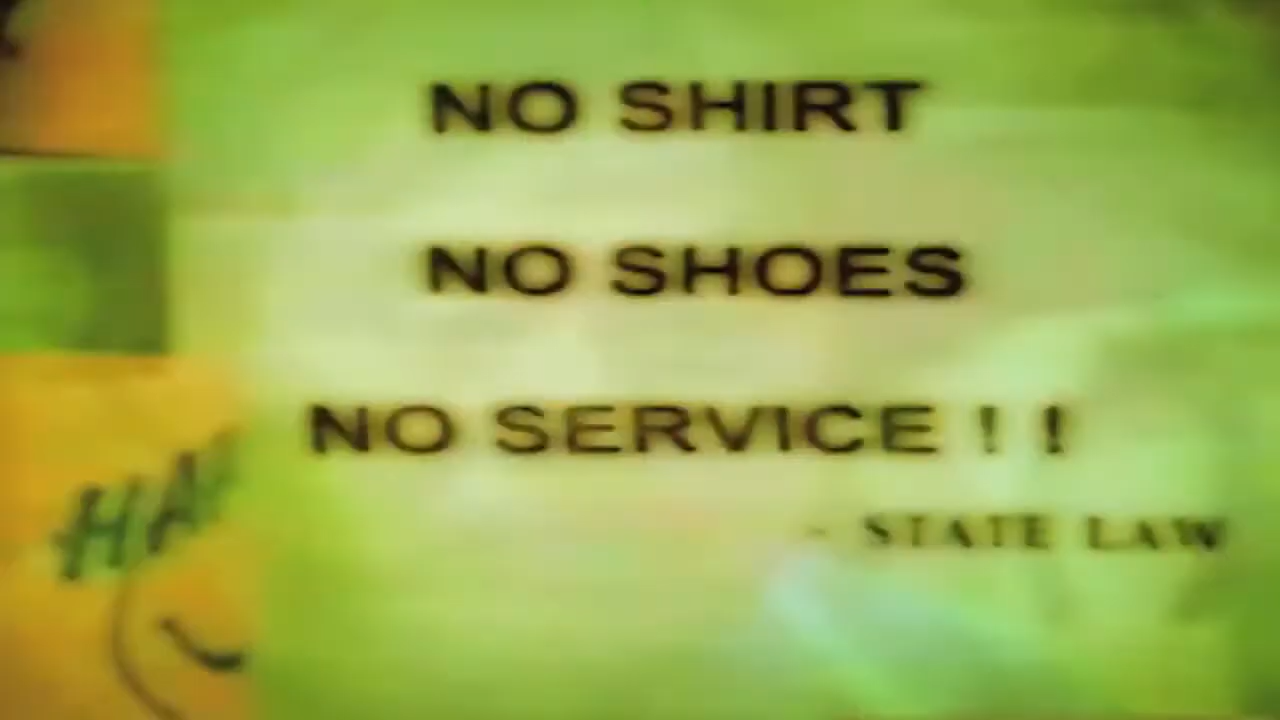 NO SHIRT
NO SHOES
NO SERVICE ! !
- STATE LAW